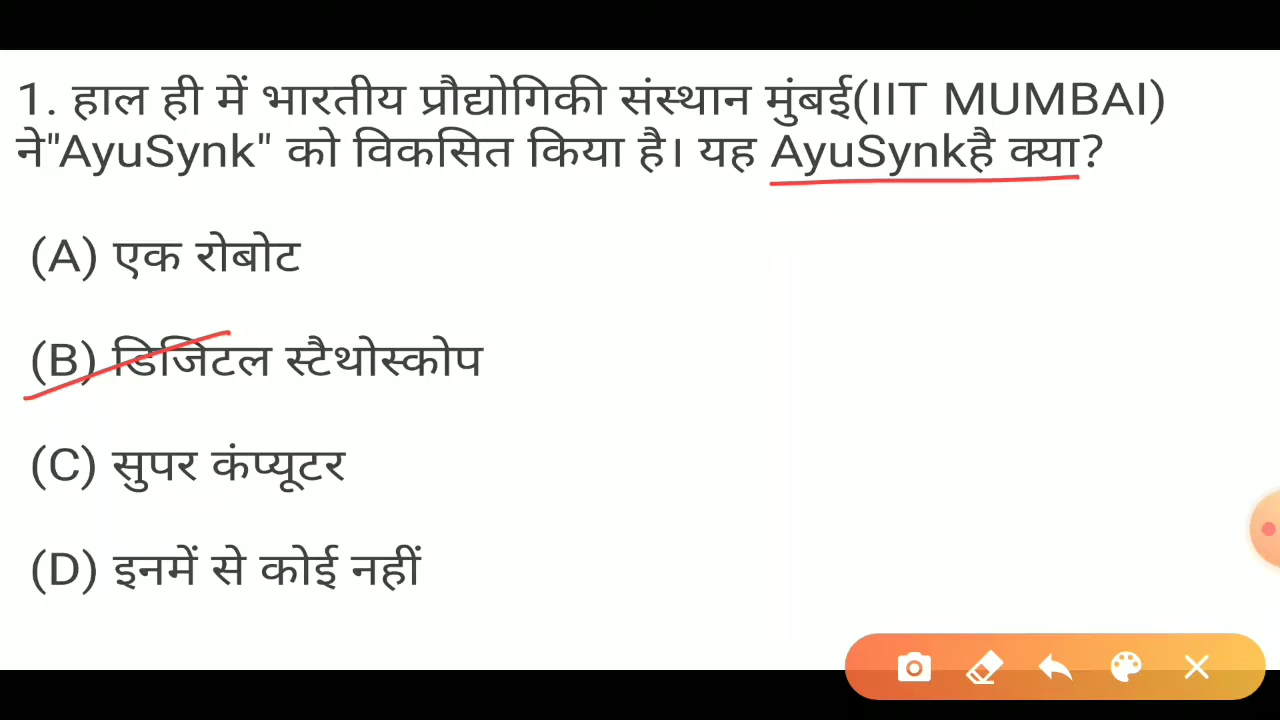 1. हाल ही में भारतीय प्रौद्योगिकी संस्थान मुंबई(IIT MUMBAI)
ने"AyuSynk" को विकसित किया है। यह AyuSynkहै क्या?
(A) एक रोबोट
(B) डिजिटल स्टैथोस्कोप
(C) सुपर कंप्यूटर
(D) इनमें से कोई नहीं